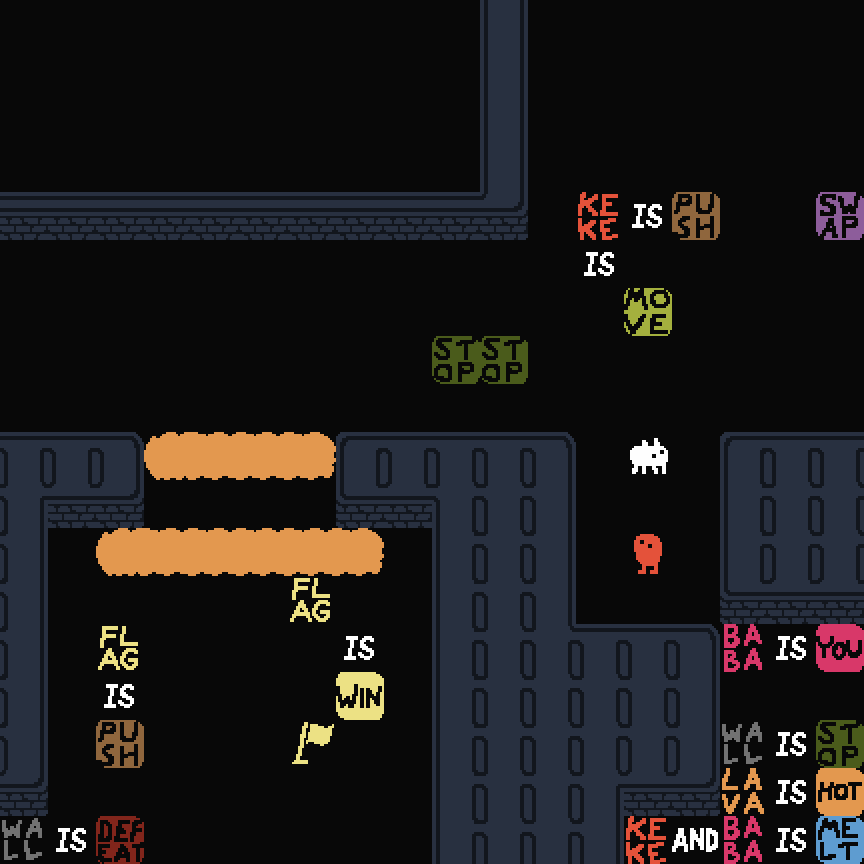 KEKE IS PUSH SWAP
IS
MOVE
STOP STOP
FLAG
FLAG IS
BABA IS YOU
IS WIN
PUSH
WALL IS STOP
LAVA IS HOT
WALL IS DEFEAT
KEKE AND BABA IS MELT